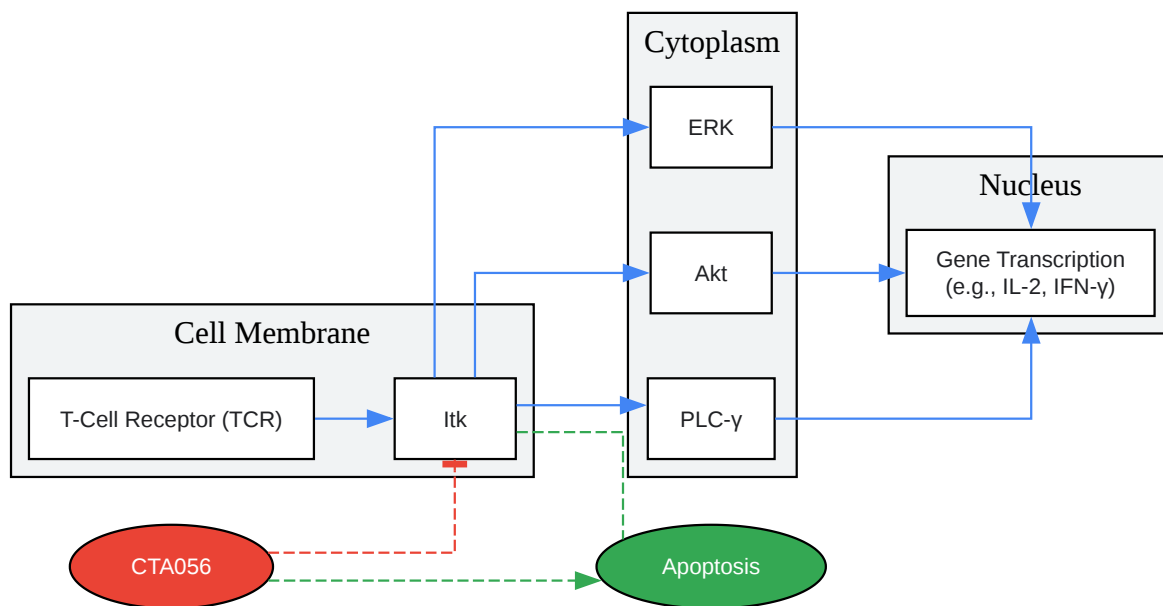 Cytoplasm
ERK
Nucleus
Gene Transcription
(e.g., IL-2, IFN-γ)
Akt
Cell Membrane
T-Cell Receptor (TCR)
Itk
PLC-γ
CTA056
Apoptosis